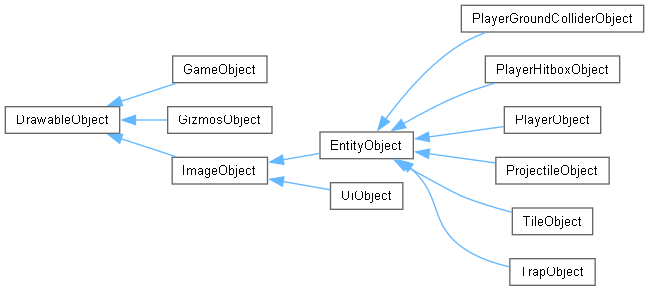 PlayerGroundColliderObject
GameObject
PlayerHitboxObject
DrawableObject
GizmosObject
PlayerObject
EntityObject
ImageObject
ProjectileObject
UIObject
TileObject
TrapObject